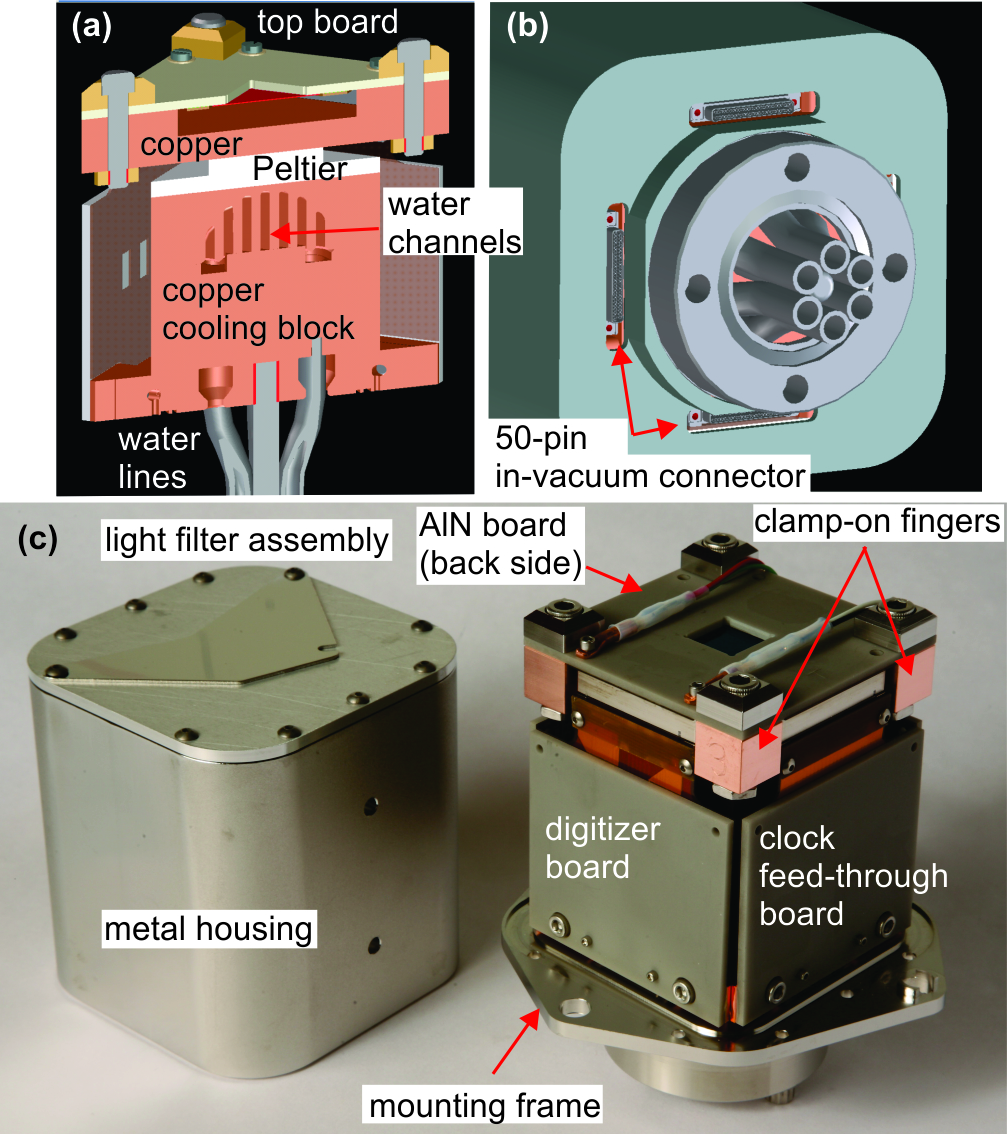 (a)
top board
copper
Peltier
water
channels
copper
cooling block
water
lines
(b)
50-pin
in-vacuum connector
(c)
light filter assembly
AlN board
(back side)
clamp-on fingers
digitizer
board
clock
feed-through
board
metal housing
mounting frame